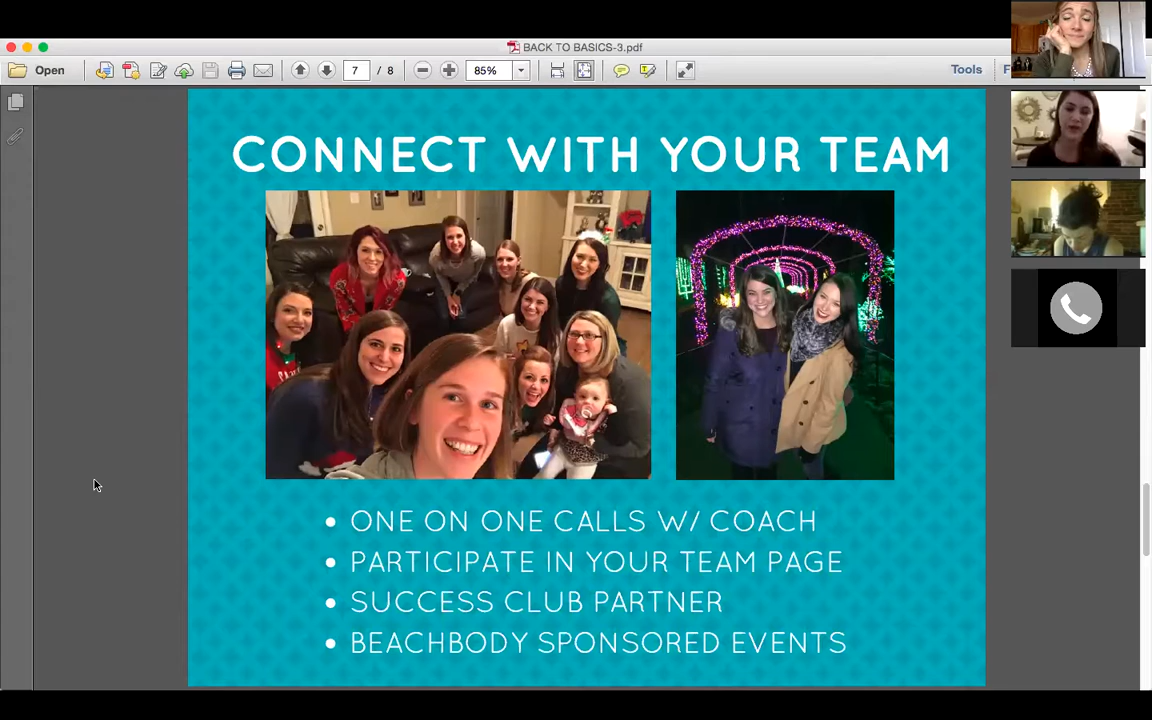 BACK TO BASICS-3.pdf
Open
7 / 8
85%
Tools
F
CONNECT WITH YOUR TEAM
• ONE ON ONE CALLS W/ COACH
• PARTICIPATE IN YOUR TEAM PAGE
• SUCCESS CLUB PARTNER
• BEACHBODY SPONSORED EVENTS